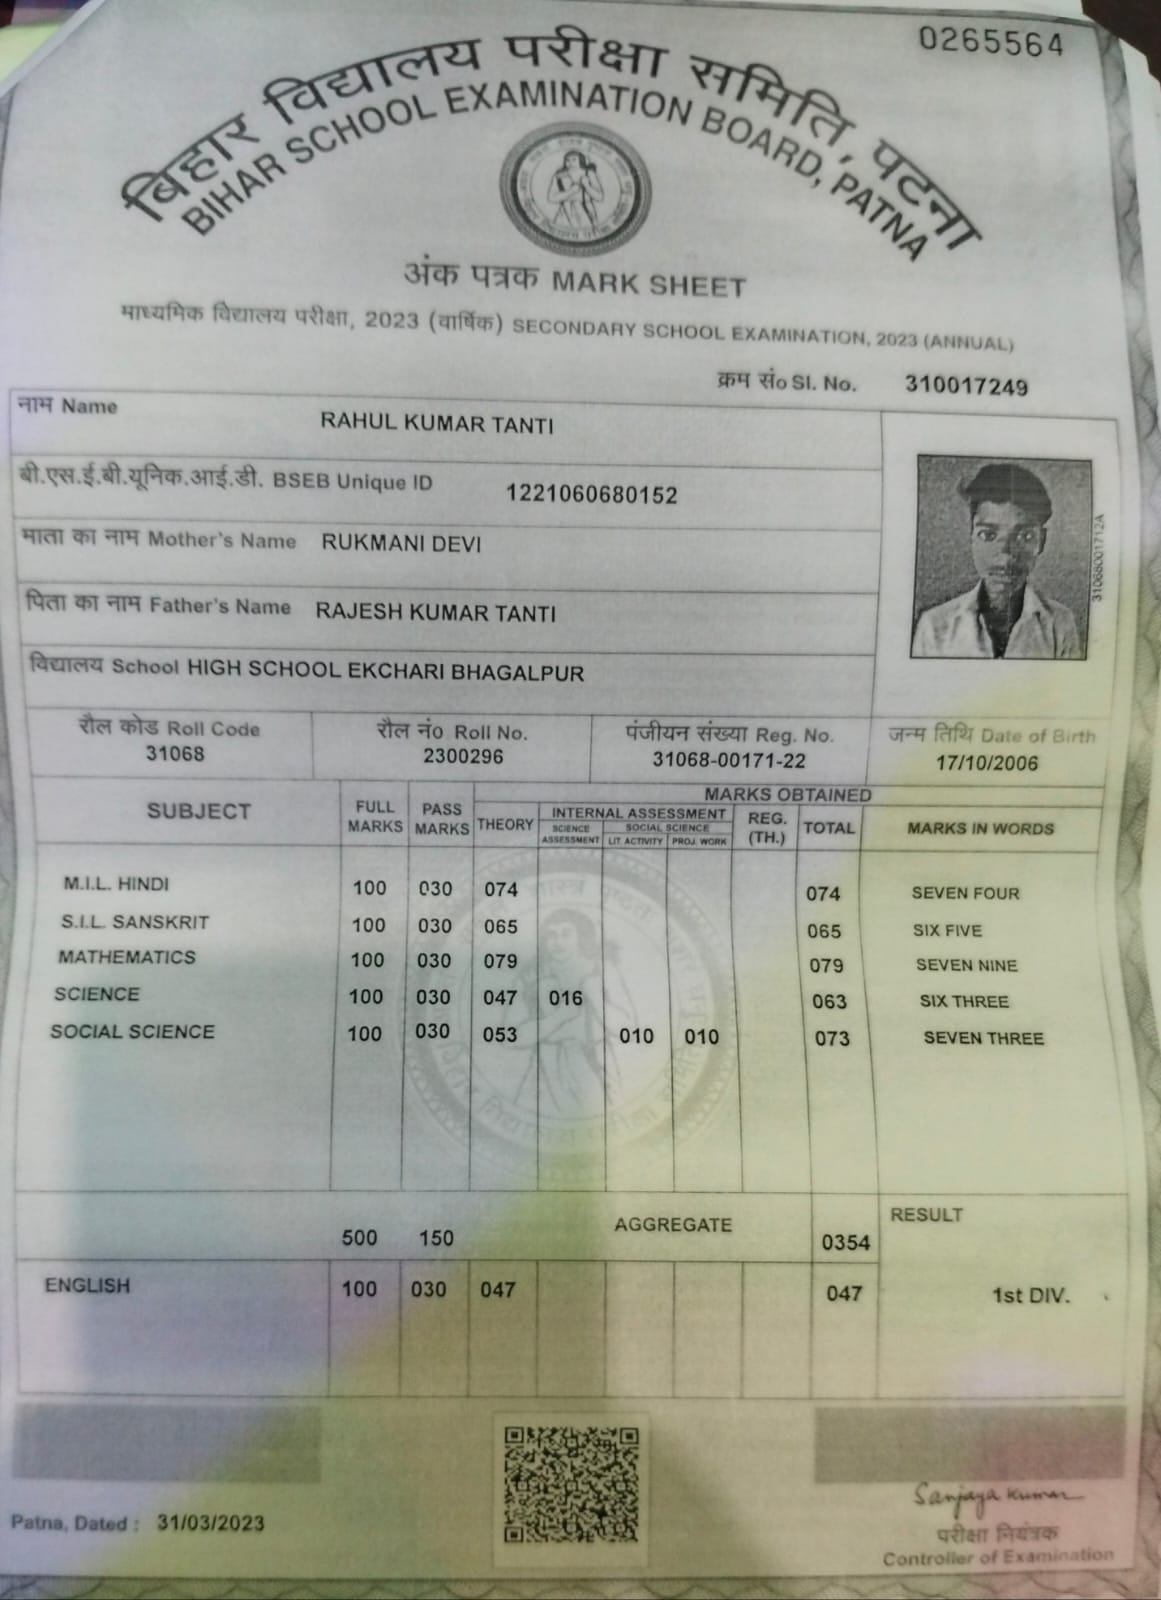 0265564
बिहार विद्यालय परीक्षा समिति, पटना
BIHAR SCHOOL EXAMINATION BOARD, PATNA
अंक पत्रक MARK SHEET
माध्यमिक विद्यालय परीक्षा, 2023 (वार्षिक) SECONDARY SCHOOL EXAMINATION, 2023 (ANNUAL)
क्रम सं० Sl. No. 310017249
नाम Name RAHUL KUMAR TANTI
बी.एस.ई.बी.यूनिक.आई.डी. BSEB Unique ID 1221060680152
माता का नाम Mother's Name RUKMANI DEVI
पिता का नाम Father's Name RAJESH KUMAR TANTI
विद्यालय School HIGH SCHOOL EKCHARI BHAGALPUR
31068001712A
रौल कोड Roll Code रौल नं० Roll No. पंजीयन संख्या Reg. No. जन्म तिथि Date of Birth
31068 2300296 31068-00171-22 17/10/2006
SUBJECT FULL MARKS PASS MARKS MARKS OBTAINED
THEORY INTERNAL ASSESSMENT REG. (TH.) TOTAL MARKS IN WORDS
SCIENCE ASSESSMENT SOCIAL SCIENCE
LIT. ACTIVITY PROJ. WORK
M.I.L. HINDI 100 030 074 074 SEVEN FOUR
S.I.L. SANSKRIT 100 030 065 065 SIX FIVE
MATHEMATICS 100 030 079 079 SEVEN NINE
SCIENCE 100 030 047 016 063 SIX THREE
SOCIAL SCIENCE 100 030 053 010 010 073 SEVEN THREE
500 150 AGGREGATE 0354 RESULT
ENGLISH 100 030 047 047 1st DIV.
Sanjaya Kumar
Patna, Dated : 31/03/2023
परीक्षा नियंत्रक
Controller of Examination